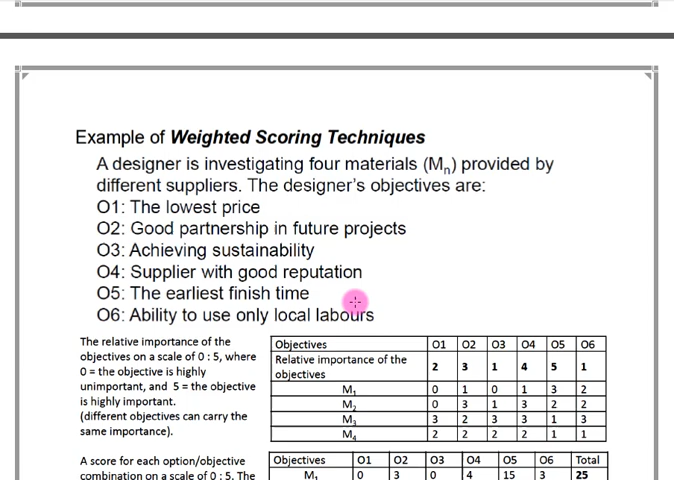 Example of Weighted Scoring Techniques
A designer is investigating four materials (Mn) provided by
different suppliers. The designer's objectives are:
O1: The lowest price
O2: Good partnership in future projects
O3: Achieving sustainability
O4: Supplier with good reputation
O5: The earliest finish time
O6: Ability to use only local labours
The relative importance of the
objectives on a scale of 0 : 5, where
0 = the objective is highly
unimportant, and 5 = the objective
is highly important.
(different objectives can carry the
same importance).
Objectives O1 O2 O3 O4 O5 O6
Relative importance of the
objectives 2 3 1 4 5 1
M1 0 1 0 1 3 2
M2 0 3 1 3 2 2
M3 3 2 3 3 1 3
M4 2 2 2 2 1 1
A score for each option/objective
combination on a scale of 0 : 5. The
Objectives O1 O2 O3 O4 O5 O6 Total
M1 0 3 0 4 15 3 25